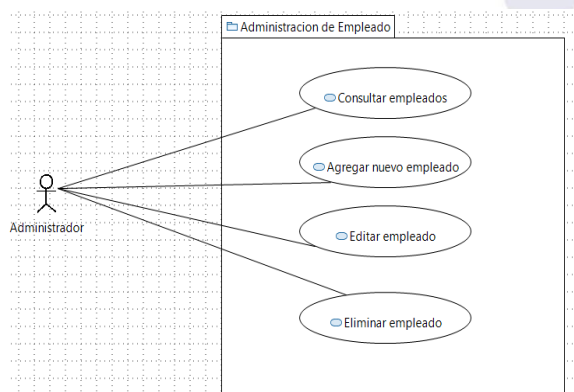 Administracion de Empleado
Consultar empleados
Agregar nuevo empleado
Administrador
Editar empleado
Eliminar empleado